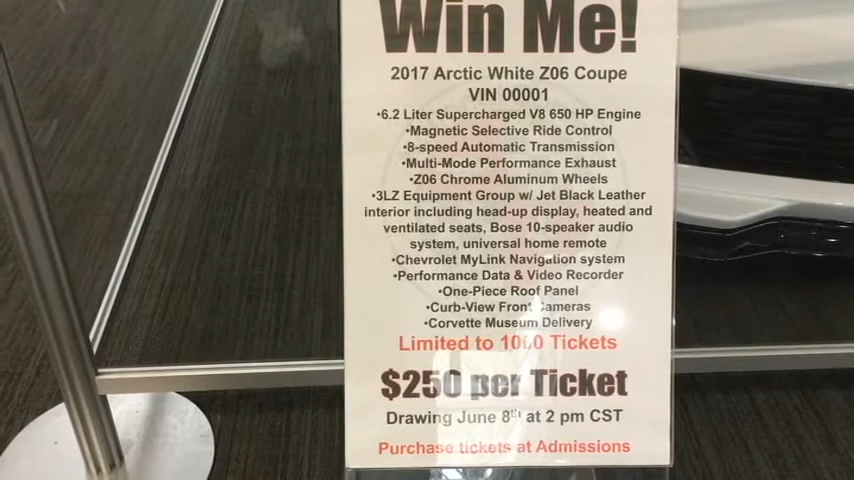 Win Me!
2017 Arctic White Z06 Coupe
VIN 00001
•6.2 Liter Supercharged V8 650 HP Engine
•Magnetic Selective Ride Control
•8-speed Automatic Transmission
•Multi-Mode Performance Exhaust
•Z06 Chrome Aluminum Wheels
•3LZ Equipment Group w/ Jet Black Leather
interior including head-up display, heated and
ventilated seats, Bose 10-speaker audio
system, universal home remote
•Chevrolet MyLink Navigation system
•Performance Data & Video Recorder
•One-Piece Roof Panel
•Curb-View Front Cameras
•Corvette Museum Delivery
Limited to 1000 Tickets
$250 per Ticket
Drawing June 8th at 2 pm CST
Purchase tickets at Admissions